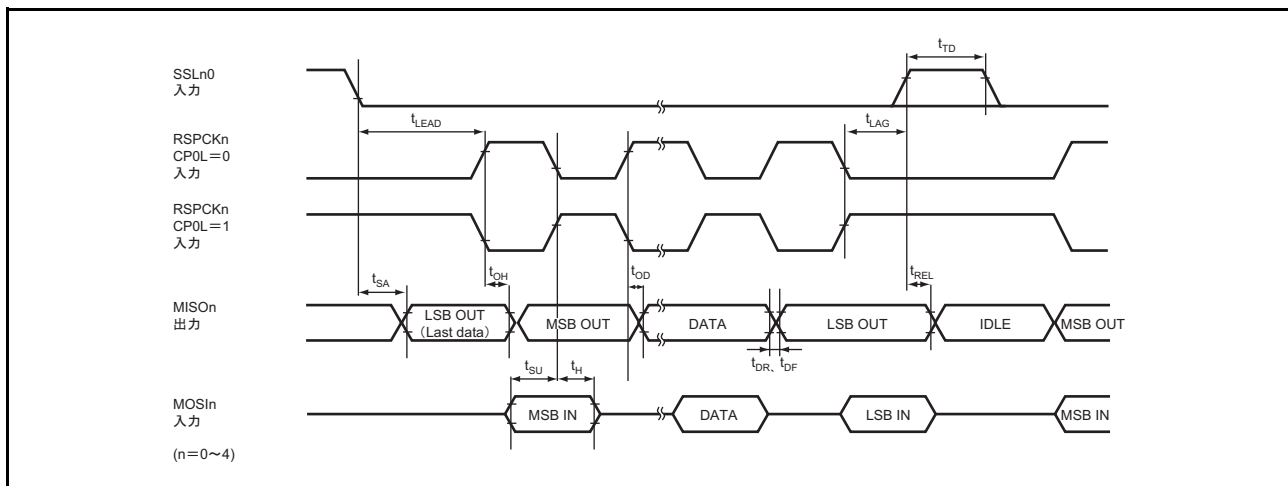 SSLn0
入力
t_TD
t_LEAD
t_LAG
RSPCKn
CP0L=0
入力
RSPCKn
CP0L=1
入力
t_SA
t_OH
t_OD
t_REL
MISOn
出力
LSB OUT
(Last data)
MSB OUT
DATA
LSB OUT
IDLE
MSB OUT
t_DR、t_DF
t_SU
t_H
MOSIn
入力
MSB IN
DATA
LSB IN
MSB IN
(n=0〜4)